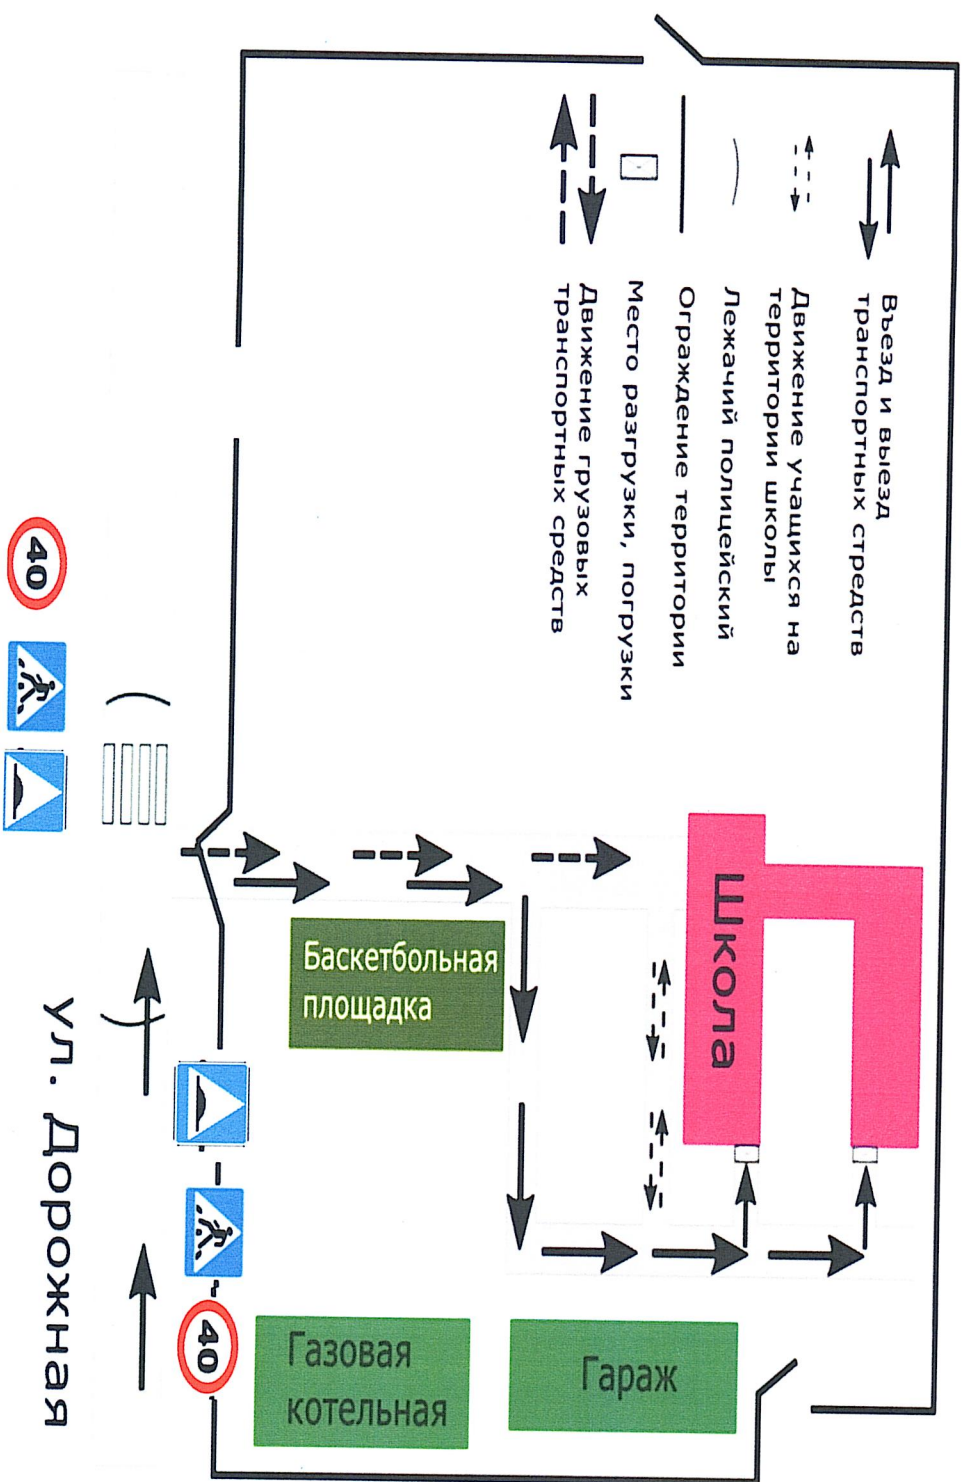 Въезд и выезд
транспортных стредств
Движение учащихся на
территории школы
Лежачий полицейский
Ограждение территории
Место разгрузки, погрузки
Движение грузовых
транспортных средств
Школа
Баскетбольная
площадка
Гараж
Газовая
котельная
40
40
ул. Дорожная